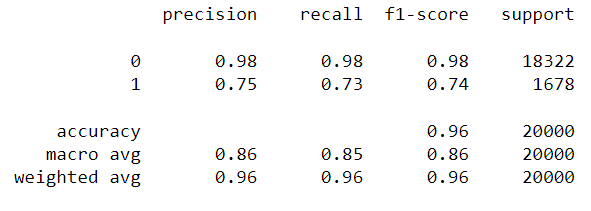 precision recall f1-score support
0 0.98 0.98 0.98 18322
1 0.75 0.73 0.74 1678
accuracy 0.96 20000
macro avg 0.86 0.85 0.86 20000
weighted avg 0.96 0.96 0.96 20000